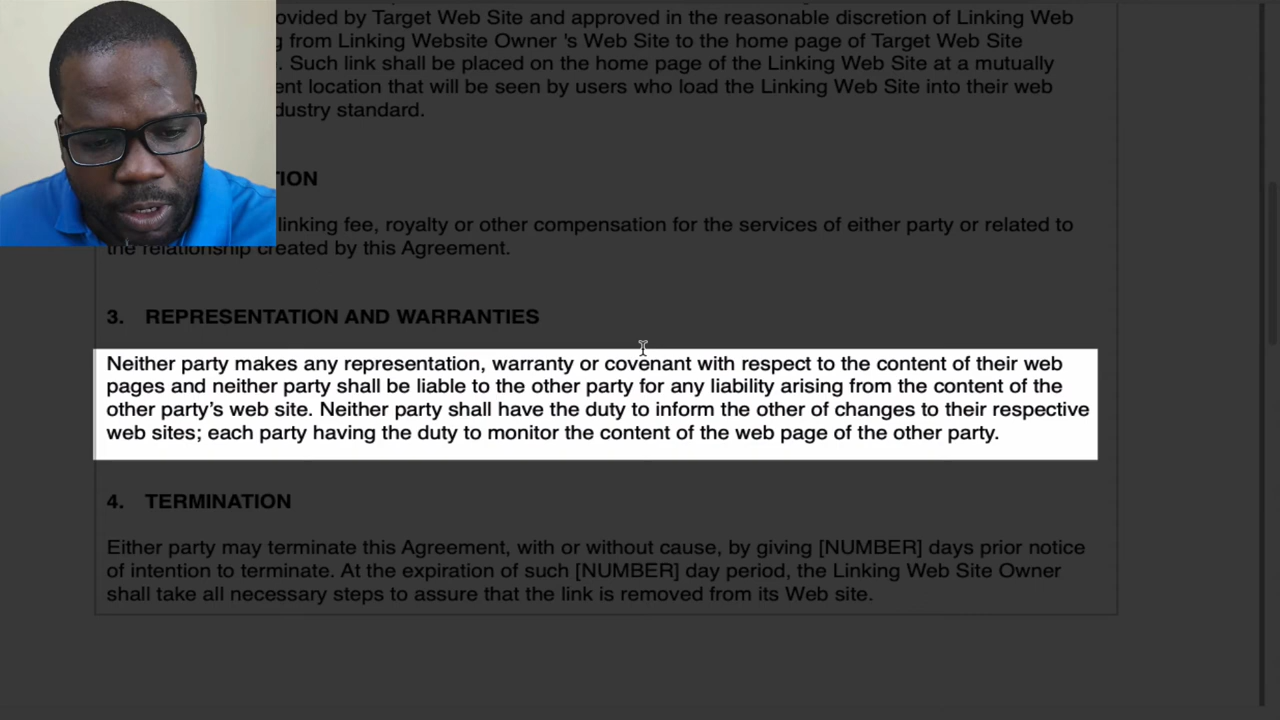 ovided by Target Web Site and approved in the reasonable discretion of Linking Web
from Linking Website Owner 's Web Site to the home page of Target Web Site
. Such link shall be placed on the home page of the Linking Web Site at a mutually
ent location that will be seen by users who load the Linking Web Site into their web
dustry standard.
TION
linking fee, royalty or other compensation for the services of either party or related to
the relationship created by this Agreement.
3. REPRESENTATION AND WARRANTIES
Neither party makes any representation, warranty or covenant with respect to the content of their web
pages and neither party shall be liable to the other party for any liability arising from the content of the
other party’s web site. Neither party shall have the duty to inform the other of changes to their respective
web sites; each party having the duty to monitor the content of the web page of the other party.
4. TERMINATION
Either party may terminate this Agreement, with or without cause, by giving [NUMBER] days prior notice
of intention to terminate. At the expiration of such [NUMBER] day period, the Linking Web Site Owner
shall take all necessary steps to assure that the link is removed from its Web site.